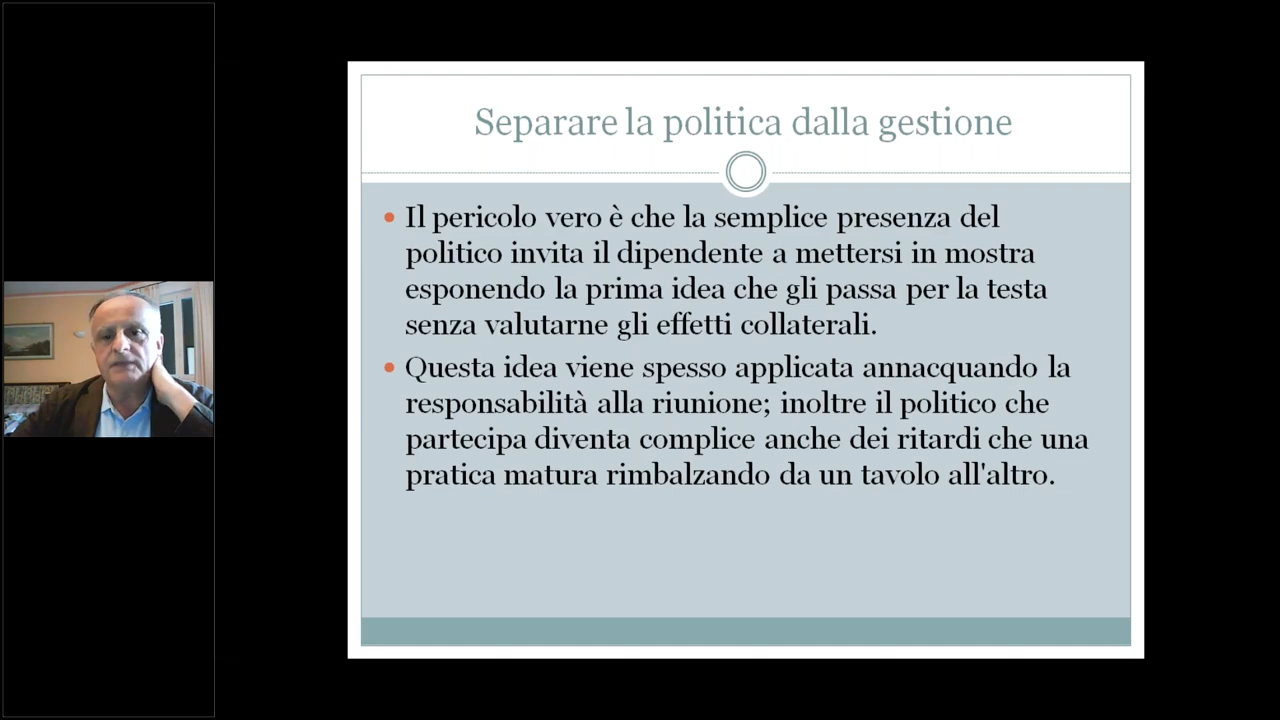 Separare la politica dalla gestione
• Il pericolo vero è che la semplice presenza del
politico invita il dipendente a mettersi in mostra
esponendo la prima idea che gli passa per la testa
senza valutarne gli effetti collaterali.
• Questa idea viene spesso applicata annacquando la
responsabilità alla riunione; inoltre il politico che
partecipa diventa complice anche dei ritardi che una
pratica matura rimbalzando da un tavolo all'altro.